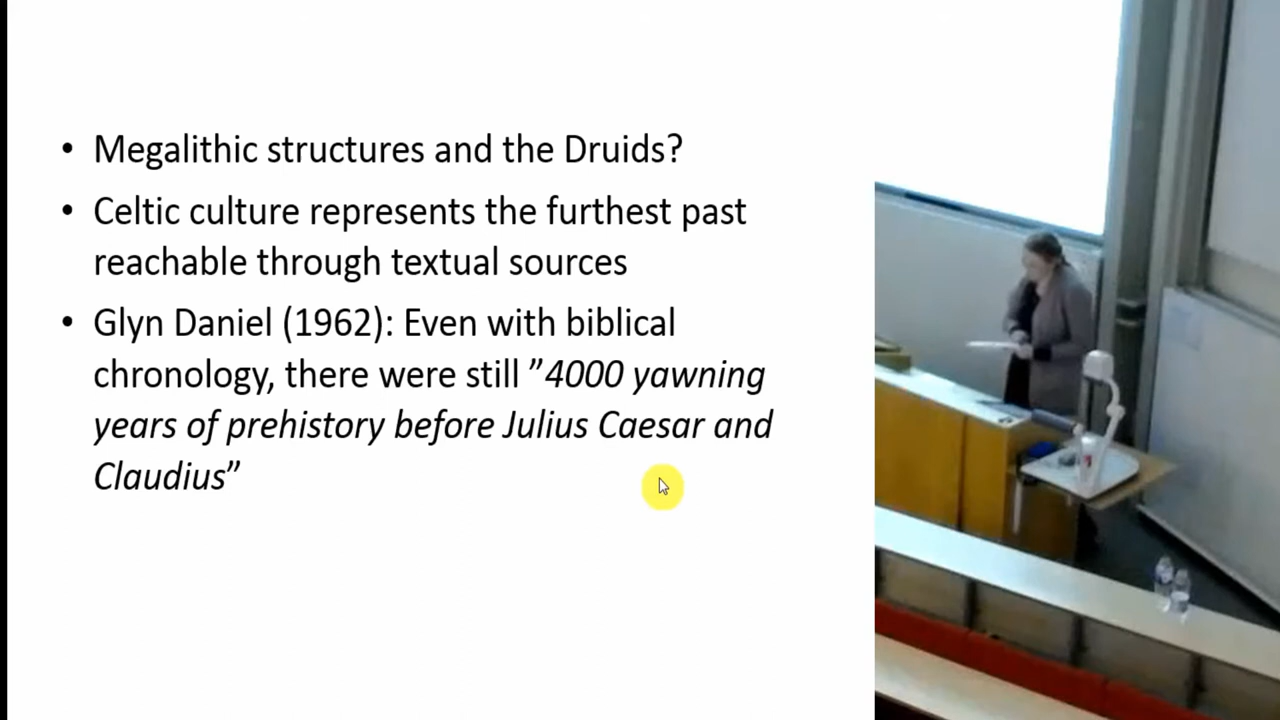 • Megalithic structures and the Druids?
• Celtic culture represents the furthest past
reachable through textual sources
• Glyn Daniel (1962): Even with biblical
chronology, there were still ”4000 yawning
years of prehistory before Julius Caesar and
Claudius”